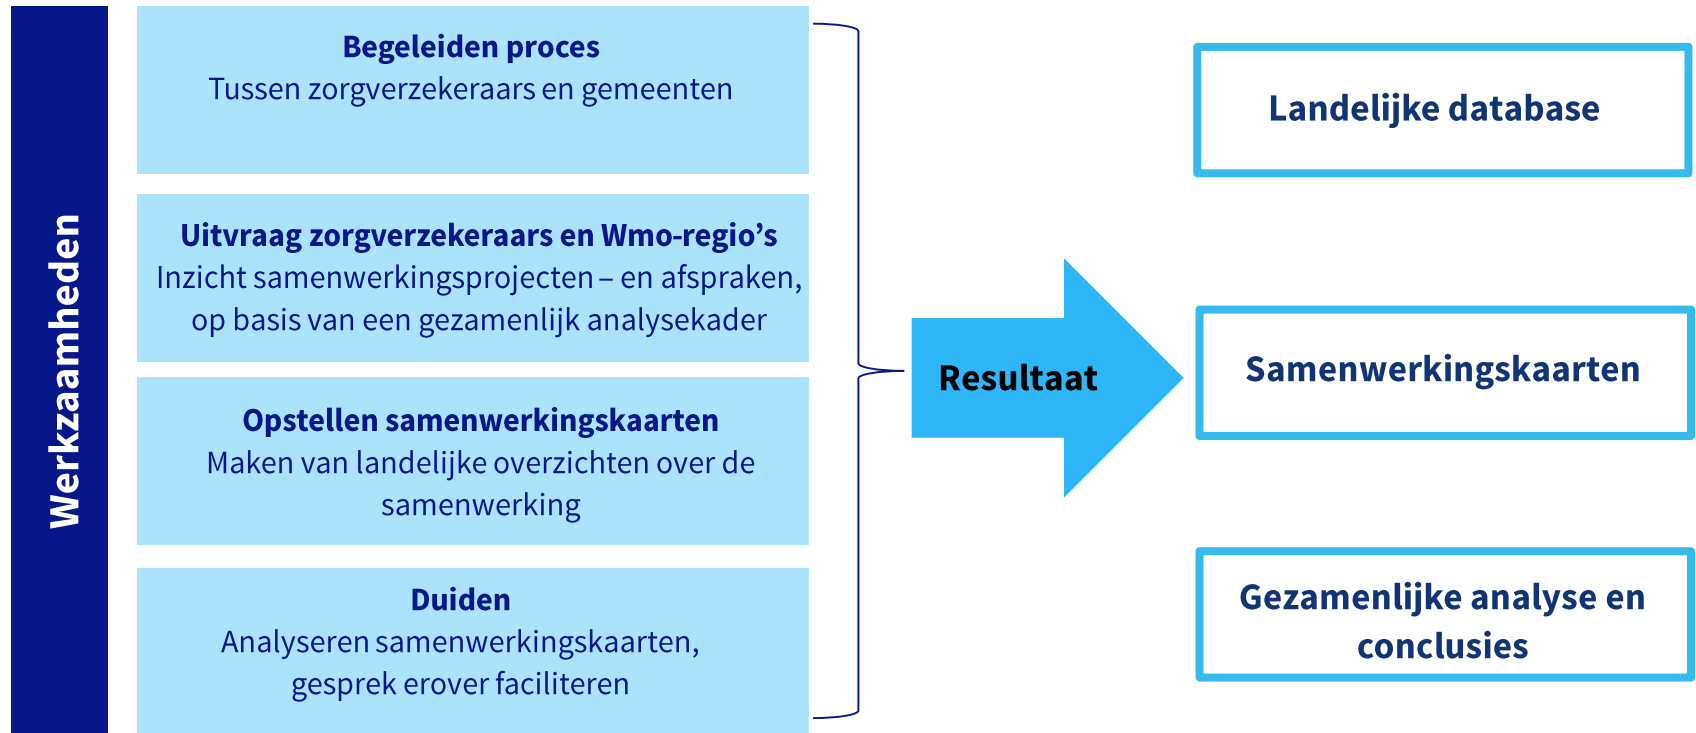 Werkzaamheden
Begeleiden proces
Tussen zorgverzekeraars en gemeenten
Uitvraag zorgverzekeraars en Wmo-regio’s
Inzicht samenwerkingsprojecten – en afspraken,
op basis van een gezamenlijk analysekader
Opstellen samenwerkingskaarten
Maken van landelijke overzichten over de
samenwerking
Duiden
Analyseren samenwerkingskaarten,
gesprek erover faciliteren
Resultaat
Landelijke database
Samenwerkingskaarten
Gezamenlijke analyse en
conclusies